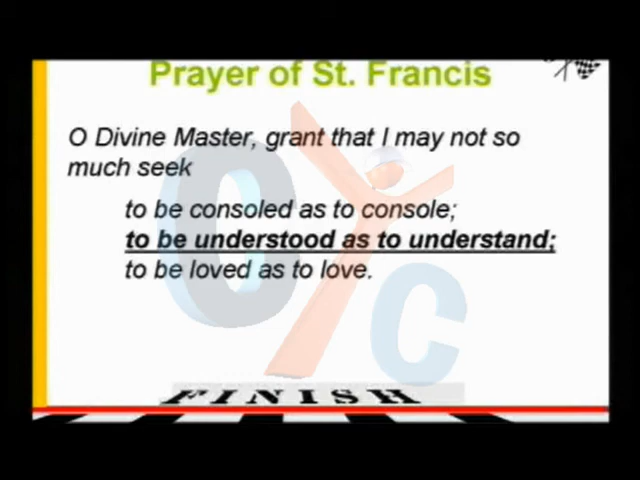 Prayer of St. Francis
O Divine Master, grant that I may not so
much seek
to be consoled as to console;
to be understood as to understand;
to be loved as to love.
OYC
FINISH